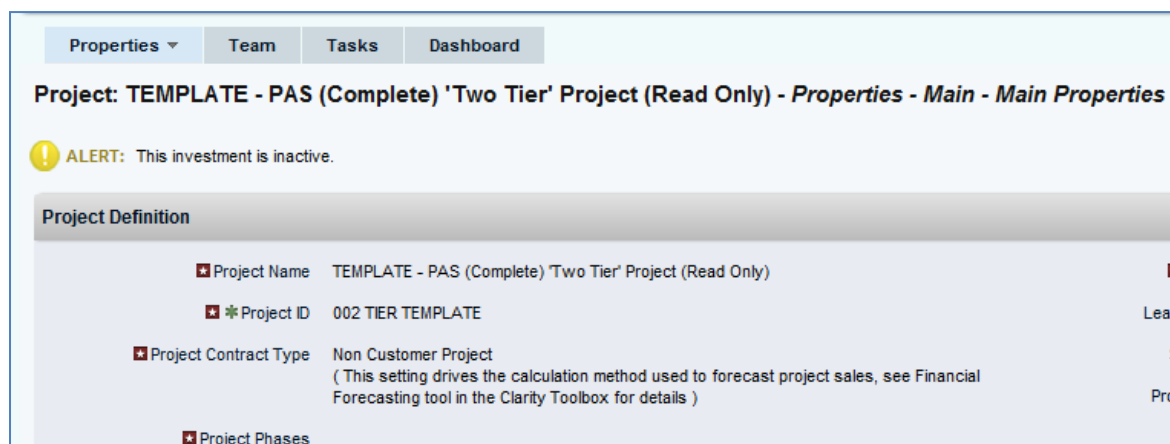 Properties Team Tasks Dashboard
Project: TEMPLATE - PAS (Complete) 'Two Tier' Project (Read Only) - Properties - Main - Main Properties
ALERT: This investment is inactive.
Project Definition
Project Name TEMPLATE - PAS (Complete) 'Two Tier' Project (Read Only)
Project ID 002 TIER TEMPLATE
Lea
Project Contract Type Non Customer Project
( This setting drives the calculation method used to forecast project sales, see Financial
Forecasting tool in the Clarity Toolbox for details )
Pro
Project Phases